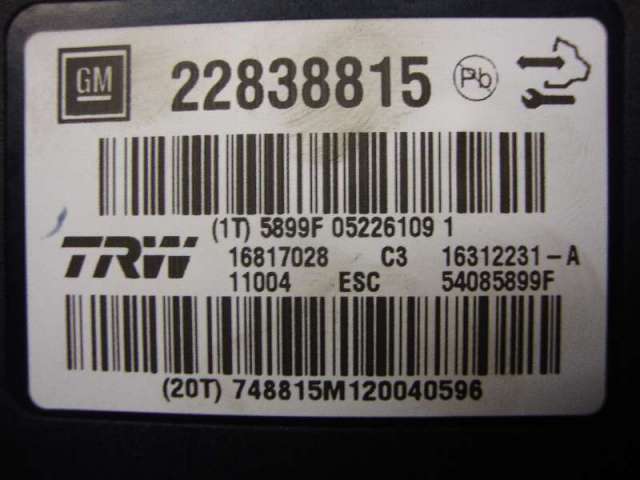 GM 22838815 Pb
(1T) 5899F 05226109 1
TRW 16817028 C3 16312231-A
11004 ESC 54085899F
(20T) 748815M120040596